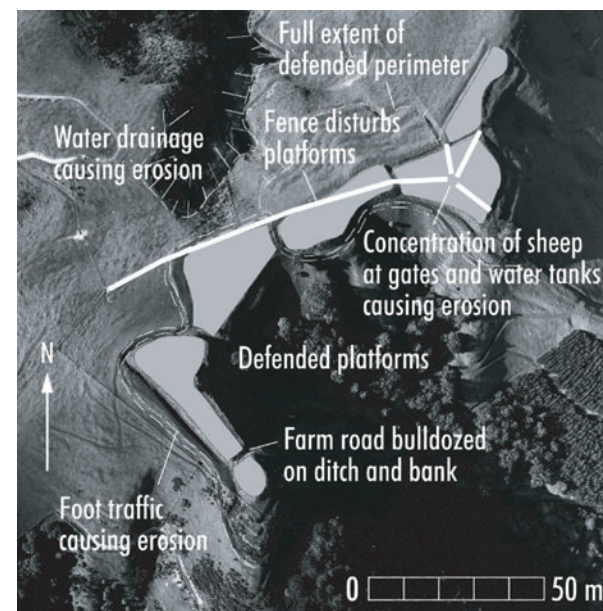 Full extent of
defended perimeter
Water drainage
causing erosion
Fence disturbs
platforms
Concentration of sheep
at gates and water tanks
causing erosion
N
Defended platforms
Farm road bulldozed
on ditch and bank
Foot traffic
causing erosion
0 50 m